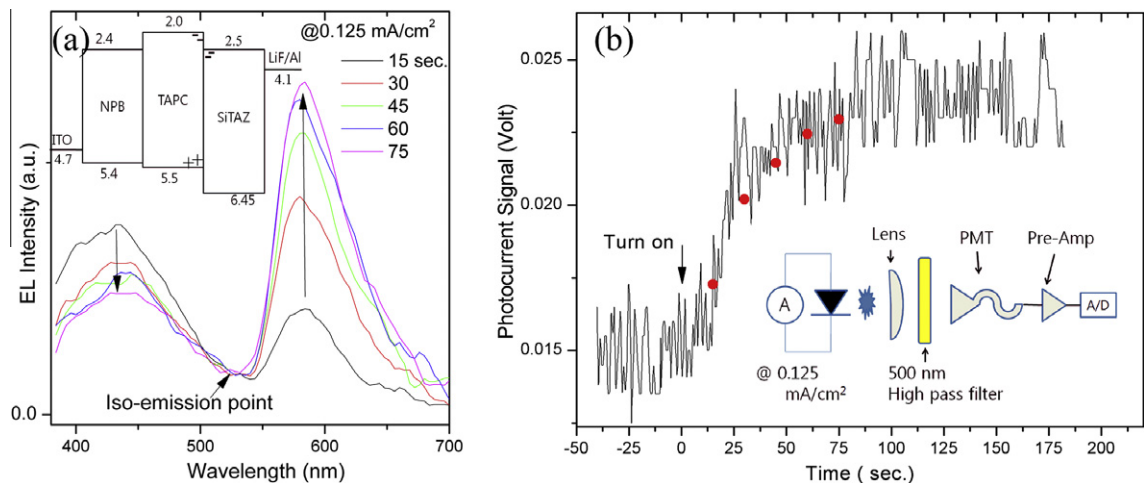 (a)
@0.125 mA/cm²
15 sec.
30
45
60
75
2.4
2.0
2.5
LiF/Al
4.1
NPB
TAPC
SiTAZ
ITO
4.7
5.4
5.5
6.45
EL Intensity (a.u.)
0.0
Iso-emission point
400 500 600 700
Wavelength (nm)
(b)
Photocurrent Signal (Volt)
0.025
0.020
0.015
Turn on
Lens
PMT
Pre-Amp
A
A/D
@ 0.125
mA/cm²
500 nm
High pass filter
-50 -25 0 25 50 75 100 125 150 175 200
Time ( sec.)